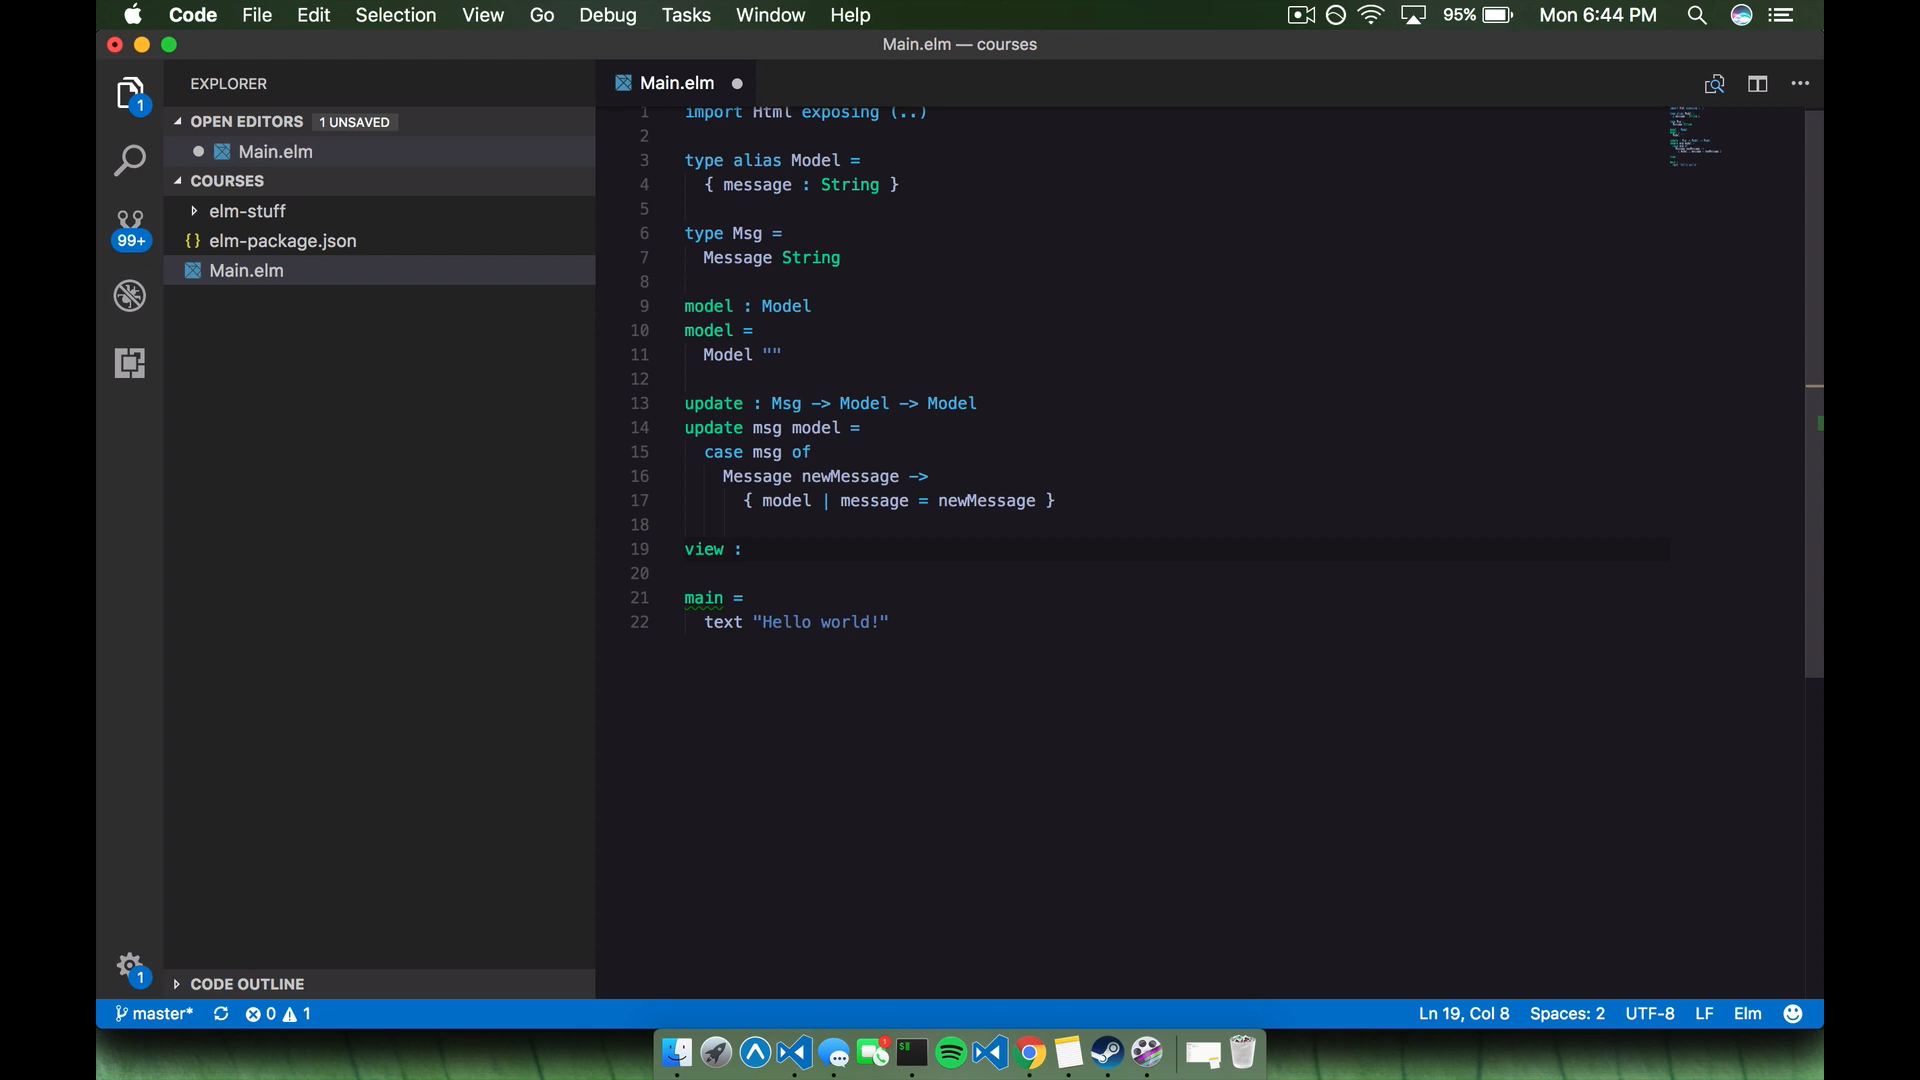 Code File Edit Selection View Go Debug Tasks Window Help 95% Mon 6:44 PM
Main.elm — courses
EXPLORER
OPEN EDITORS 1 UNSAVED
Main.elm
COURSES
elm-stuff
{} elm-package.json
Main.elm
CODE OUTLINE
1
99+
1
Main.elm
1 import Html exposing (..)
2
3 type alias Model =
4 { message : String }
5
6 type Msg =
7 Message String
8
9 model : Model
10 model =
11 Model ""
12
13 update : Msg -> Model -> Model
14 update msg model =
15 case msg of
16 Message newMessage ->
17 { model | message = newMessage }
18
19 view :
20
21 main =
22 text "Hello world!"
master* 0 1 Ln 19, Col 8 Spaces: 2 UTF-8 LF Elm
1